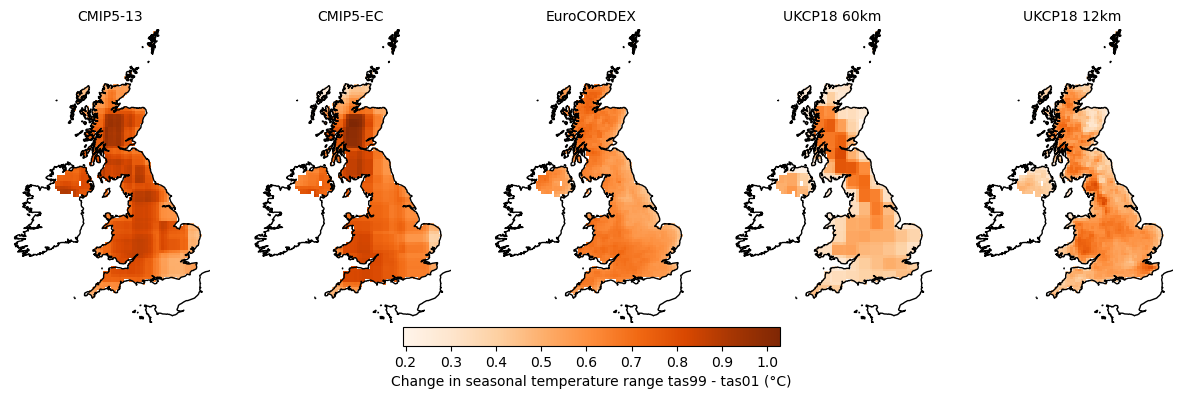 CMIP5-13 CMIP5-EC EuroCORDEX UKCP18 60km UKCP18 12km
0.2 0.3 0.4 0.5 0.6 0.7 0.8 0.9 1.0
Change in seasonal temperature range tas99 - tas01 (°C)